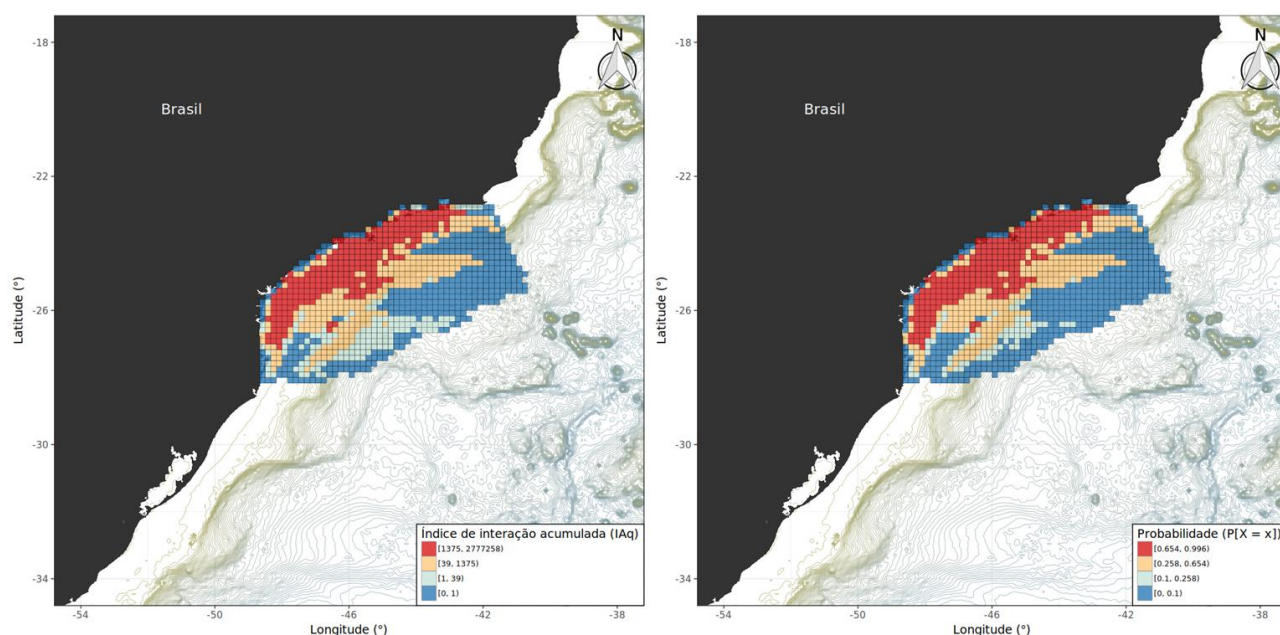 N
Brasil
-18
-22
-26
-30
-34
Latitude (°)
Índice de interação acumulada (IAq)
[1375, 2777258)
[39, 1375)
[1, 39)
[0, 1)
-54
-50
-46
-42
-38
Longitude (°)
N
Brasil
-18
-22
-26
-30
-34
Latitude (°)
Probabilidade (P[X = x])
[0.654, 0.996]
[0.258, 0.654)
[0.1, 0.258)
[0, 0.1)
-54
-50
-46
-42
-38
Longitude (°)